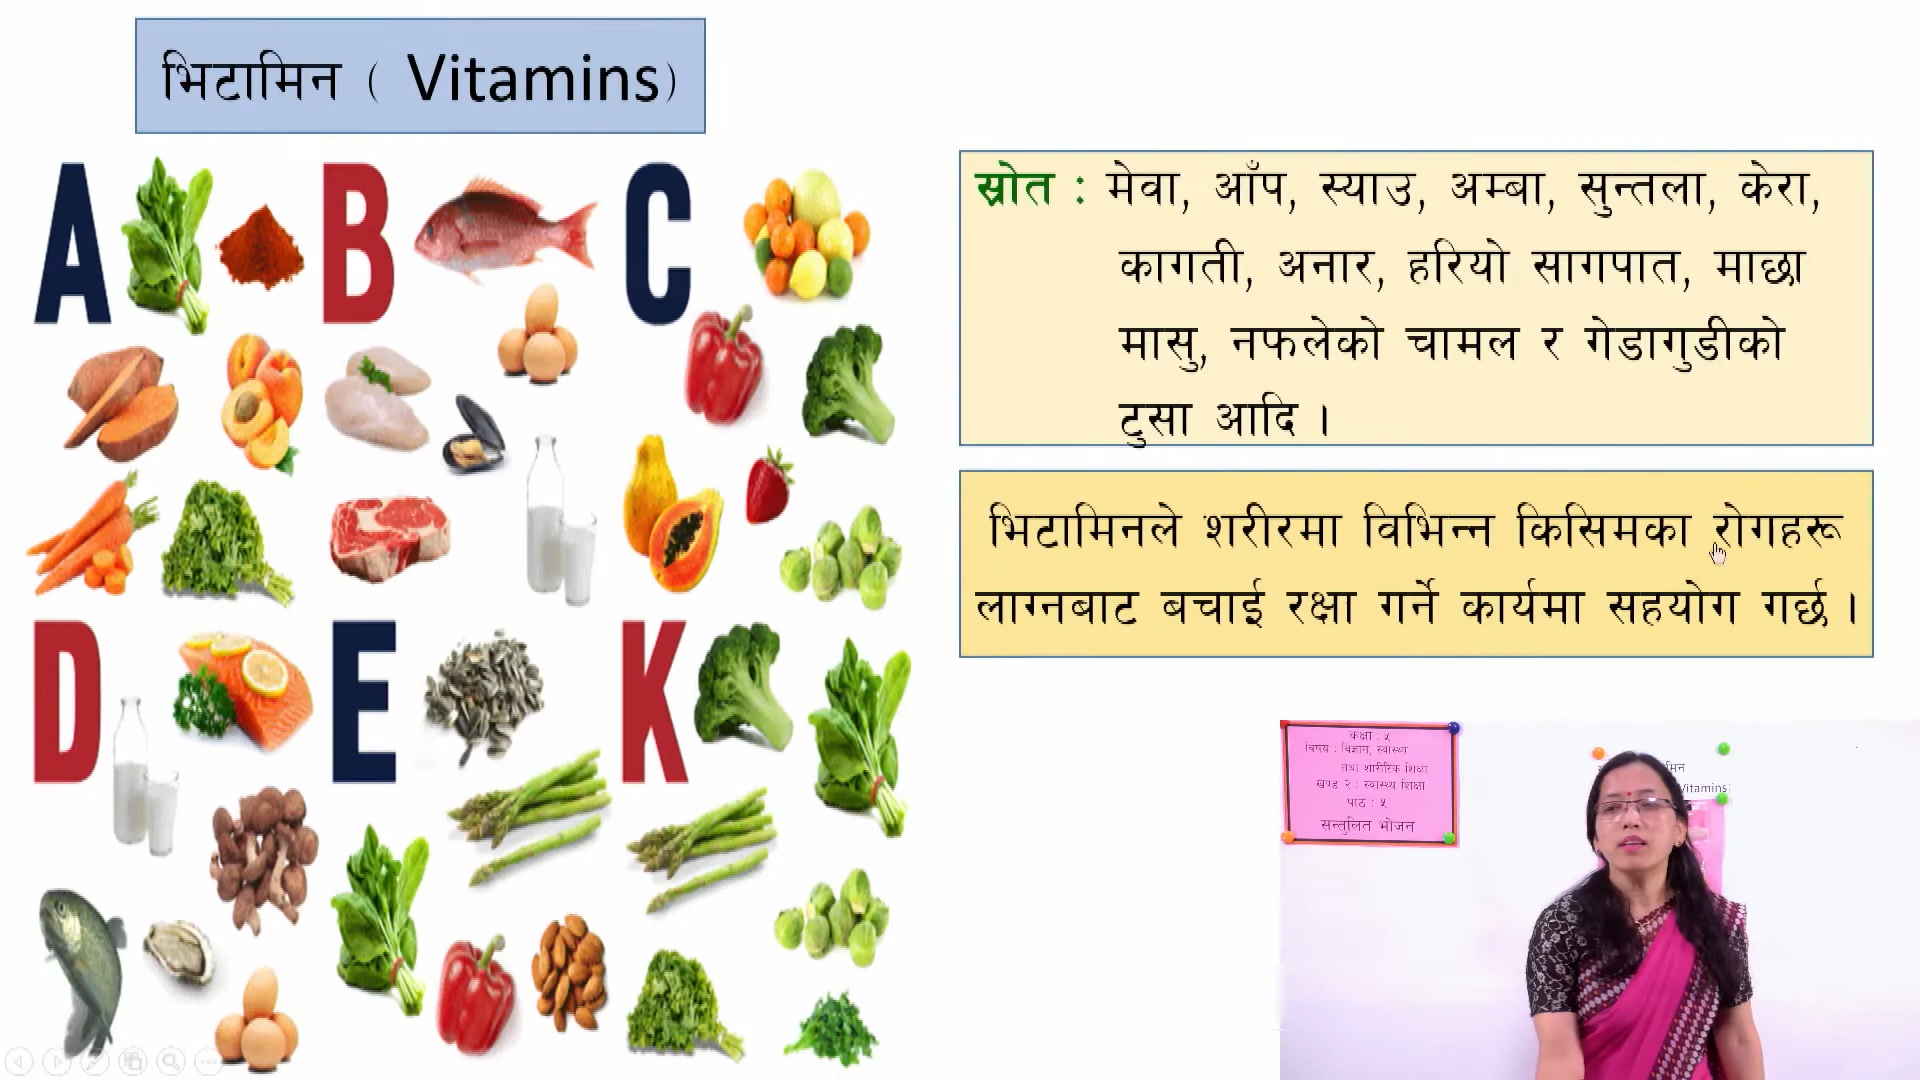 भिटामिन ( Vitamins)
A B C
D E K
स्रोत : मेवा, आँप, स्याउ, अम्बा, सुन्तला, केरा,
कागती, अनार, हरियो सागपात, माछा
मासु, नफलेको चामल र गेडागुडीको
टुसा आदि ।
भिटामिनले शरीरमा विभिन्न किसिमका रोगहरू
लाग्नबाट बचाई रक्षा गर्ने कार्यमा सहयोग गर्छ ।
कक्षा : ५
विषय : विज्ञान, स्वास्थ्य
तथा शारीरिक शिक्षा
खण्ड २ : स्वास्थ्य शिक्षा
पाठ : ५
सन्तुलित भोजन
Vitamins